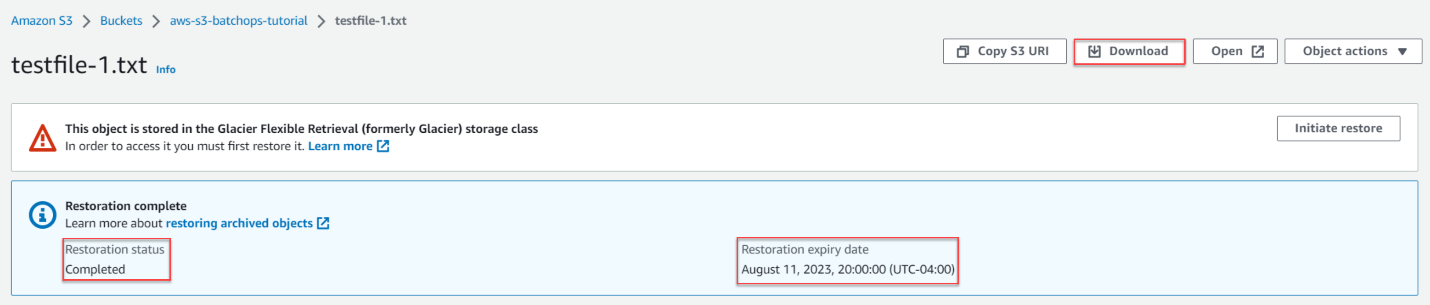 Amazon S3 > Buckets > aws-s3-batchops-tutorial > testfile-1.txt
testfile-1.txt Info
Copy S3 URI Download Open Object actions
This object is stored in the Glacier Flexible Retrieval (formerly Glacier) storage class
Initiate restore
In order to access it you must first restore it. Learn more
Restoration complete
Learn more about restoring archived objects
Restoration status
Completed
Restoration expiry date
August 11, 2023, 20:00:00 (UTC-04:00)